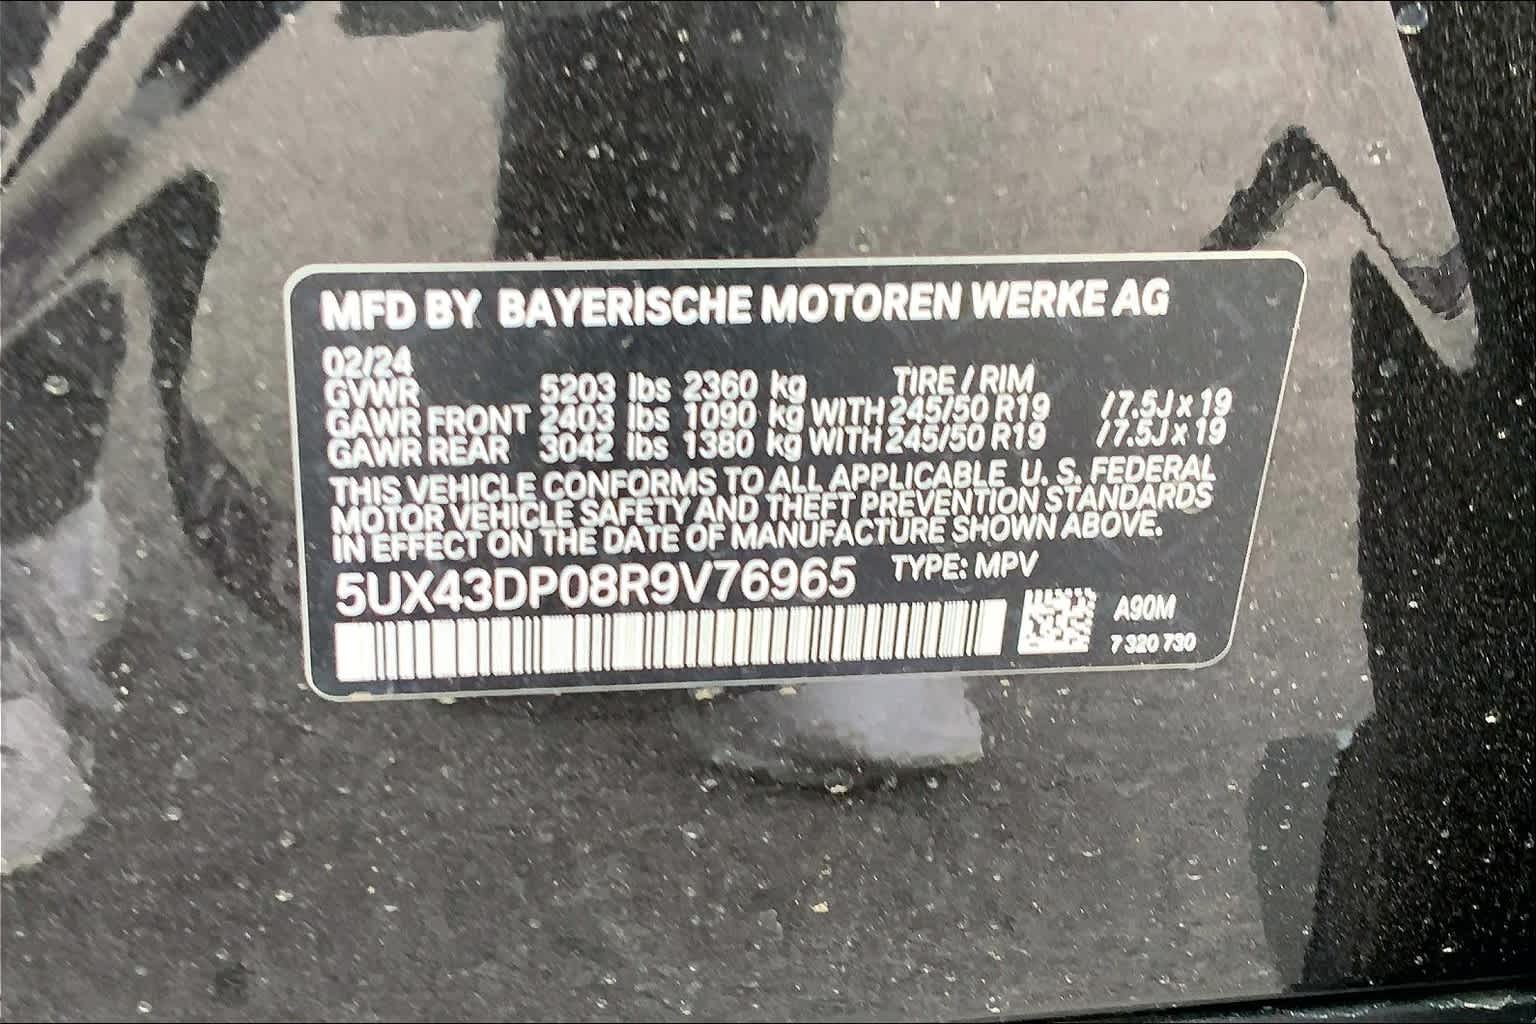 MFD BY BAYERISCHE MOTOREN WERKE AG
02/24
GVWR 5203 lbs 2360 kg TIRE / RIM
GAWR FRONT 2403 lbs 1090 kg WITH 245/50 R19 /7.5J x 19
GAWR REAR 3042 lbs 1380 kg WITH 245/50 R19 /7.5J x 19
THIS VEHICLE CONFORMS TO ALL APPLICABLE U. S. FEDERAL
MOTOR VEHICLE SAFETY AND THEFT PREVENTION STANDARDS
IN EFFECT ON THE DATE OF MANUFACTURE SHOWN ABOVE.
5UX43DP08R9V76965 TYPE: MPV
A90M
7 320 730